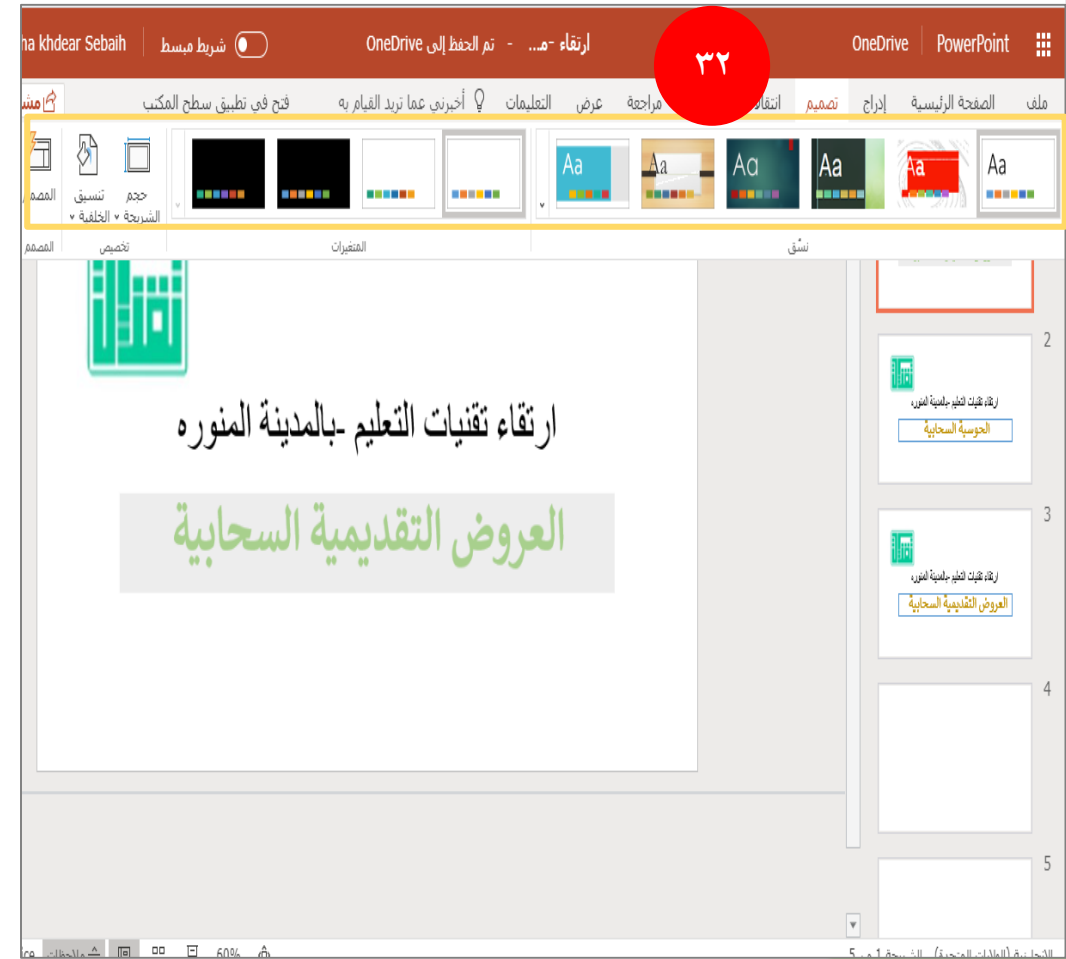 PowerPoint OneDrive
ارتقاء -مـ... - تم الحفظ إلى OneDrive
شريط مبسط
ha khdear Sebaih
٣٢
ملف الصفحة الرئيسية إدراج تصميم مراجعة عرض التعليمات أخبرني عما تريد القيام به فتح في تطبيق سطح المكتب
Aa Aa Aa Aa Aa Aa
حجم الشريحة
تنسيق الخلفية
نسّق المتغيرات تخصيص المصمم
ارتقاء تقنيات التعليم -بالمدينة المنوره
العروض التقديمية السحابية
2
ارتقاء تقنيات التعليم -بالمدينة المنوره
الحوسبة السحابية
3
ارتقاء تقنيات التعليم -بالمدينة المنوره
العروض التقديمية السحابية
4
5
ملاحظات 60%